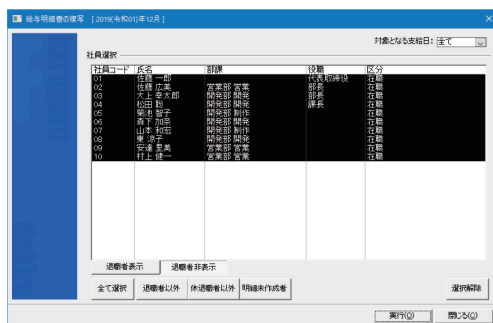 給与明細書の複写 [2019(令和01)年12月]
対象となる支給日: 全て
社員選択
社員コード 氏名 部課 役職 区分
01 佐藤 一郎 代表取締役 在職
02 佐藤 広美 営業部 営業 部長 在職
03 大上 幸太郎 開発部 開発 部長 在職
04 松田 聡 開発部 開発 課長 在職
05 菊池 智子 開発部 制作 在職
06 森下 加奈 開発部 開発 在職
07 山本 和宏 開発部 制作 在職
08 東 涼子 開発部 開発 在職
09 安達 里美 営業部 営業 在職
10 村上 健一 営業部 営業 在職
退職者表示 退職者非表示
全て選択 退職者以外 休退職者以外 明細未作成者 選択解除
実行(O) 閉じる(C)